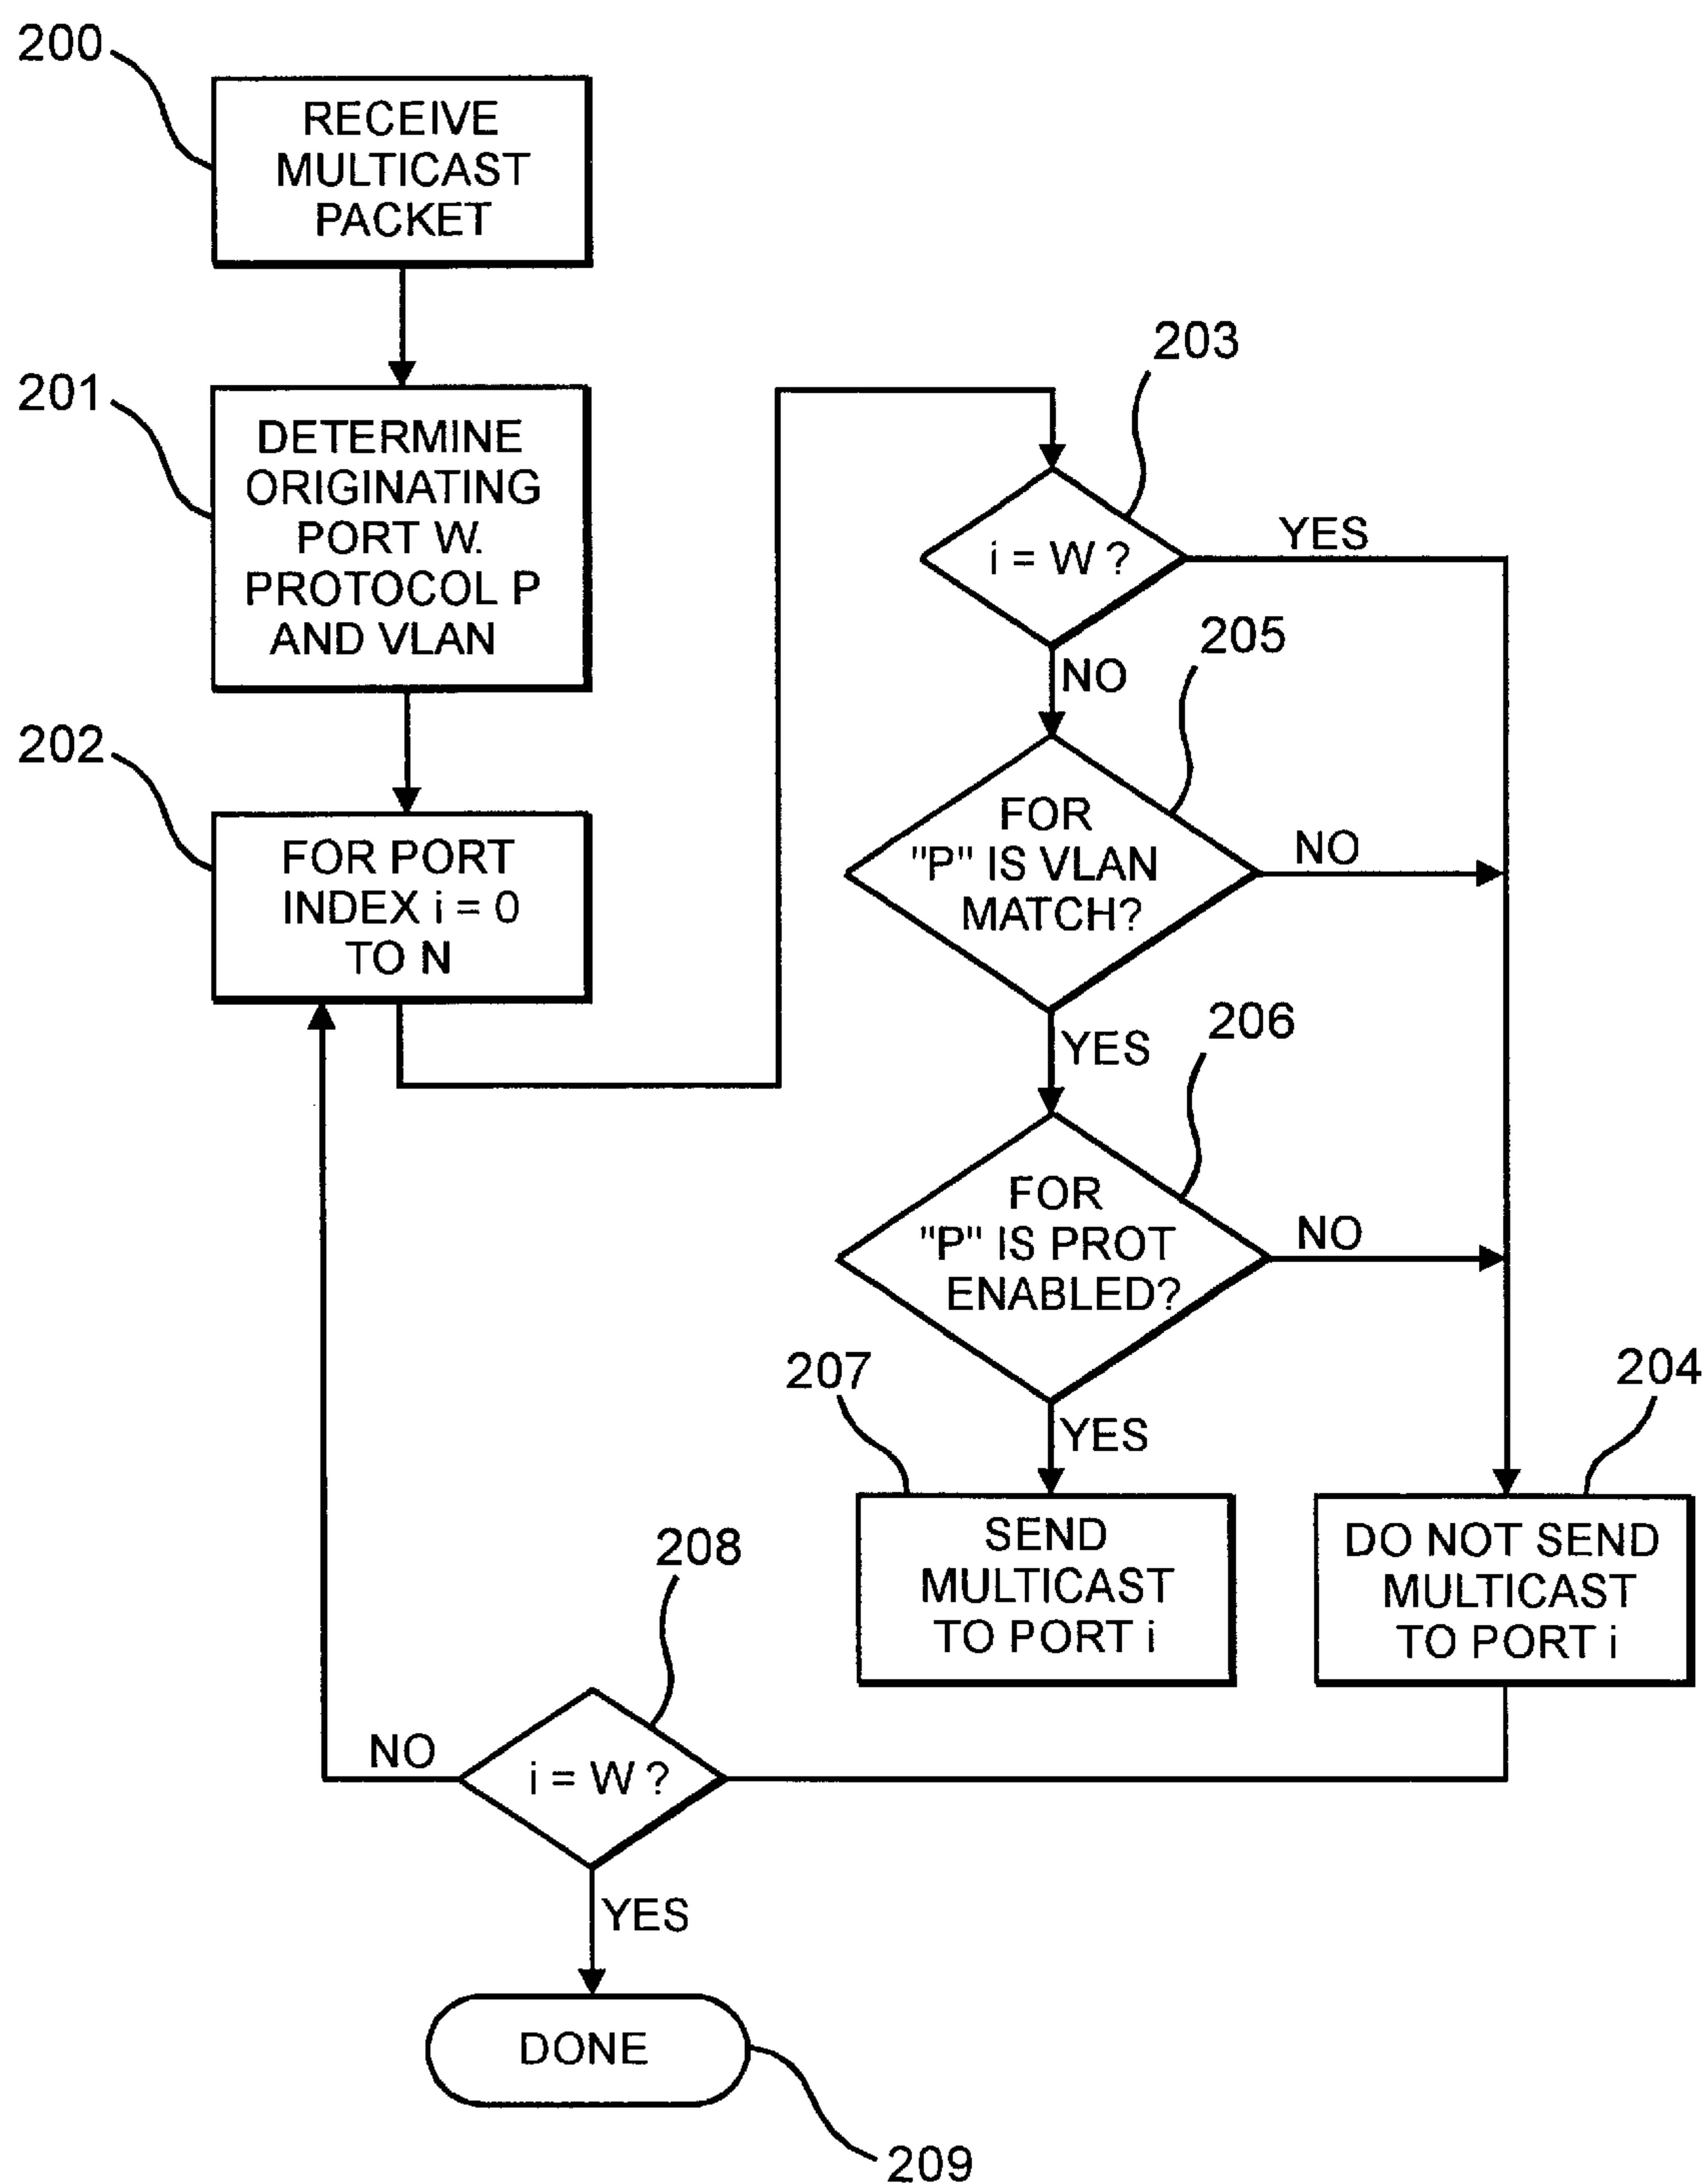 200
RECEIVE
MULTICAST
PACKET
201
DETERMINE
ORIGINATING
PORT W.
PROTOCOL P
AND VLAN
202
FOR PORT
INDEX i = 0
TO N
203
i = W ?
YES
NO
205
FOR
"P" IS VLAN
MATCH?
NO
YES
206
FOR
"P" IS PROT
ENABLED?
NO
YES
207
SEND
MULTICAST
TO PORT i
204
DO NOT SEND
MULTICAST
TO PORT i
208
i = W ?
NO
YES
DONE
209